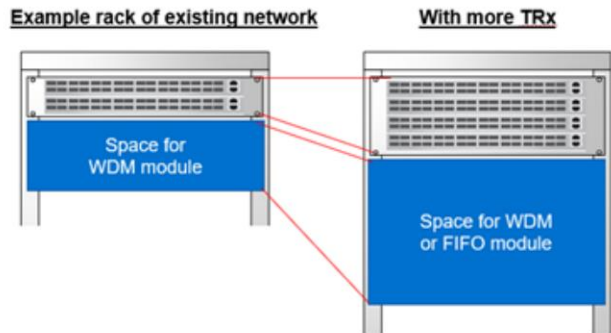 Example rack of existing network
With more TRx
Space for
WDM module
Space for WDM
or FIFO module